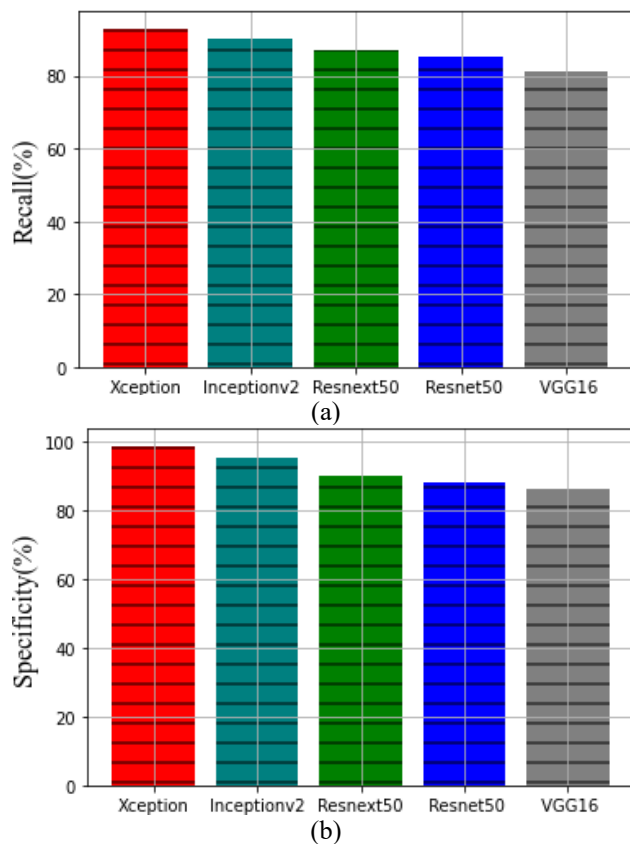 Recall(%)
80
60
40
20
0
Xception Inceptionv2 Resnext50 Resnet50 VGG16
(a)
Specificity(%)
100
80
60
40
20
0
Xception Inceptionv2 Resnext50 Resnet50 VGG16
(b)